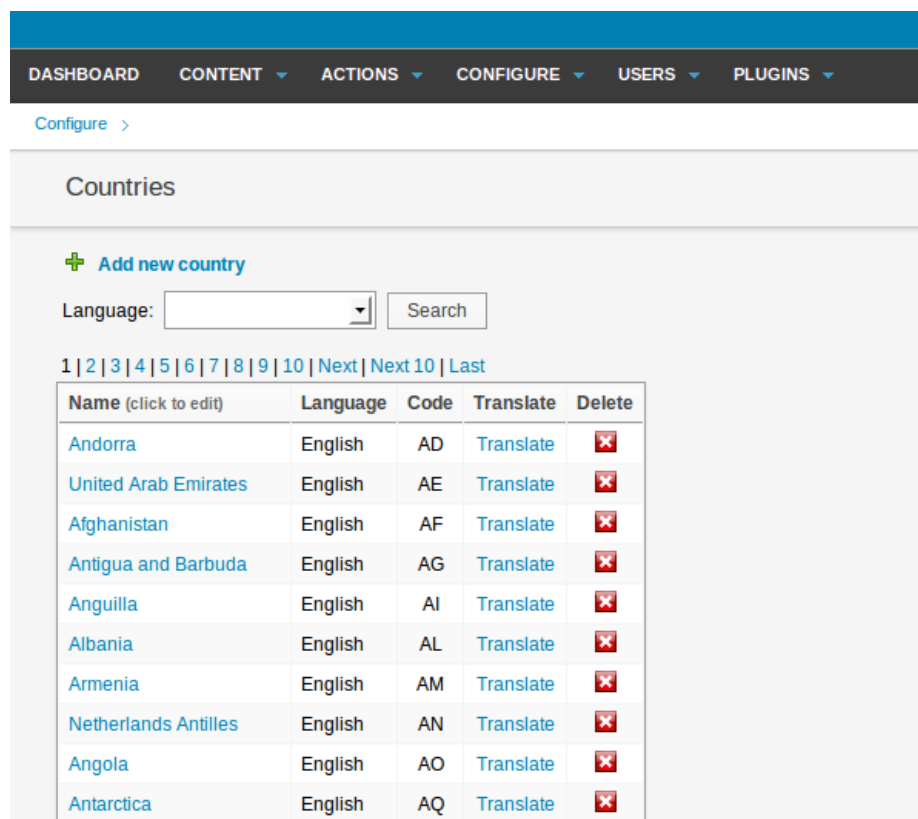 DASHBOARD CONTENT ACTIONS CONFIGURE USERS PLUGINS
Configure >
Countries
Add new country
Language: Search
1 | 2 | 3 | 4 | 5 | 6 | 7 | 8 | 9 | 10 | Next | Next 10 | Last
Name (click to edit) Language Code Translate Delete
Andorra English AD Translate
United Arab Emirates English AE Translate
Afghanistan English AF Translate
Antigua and Barbuda English AG Translate
Anguilla English AI Translate
Albania English AL Translate
Armenia English AM Translate
Netherlands Antilles English AN Translate
Angola English AO Translate
Antarctica English AQ Translate